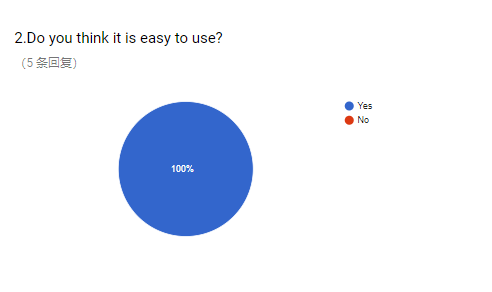 2.Do you think it is easy to use?
（5 条回复）
Yes
No
100%